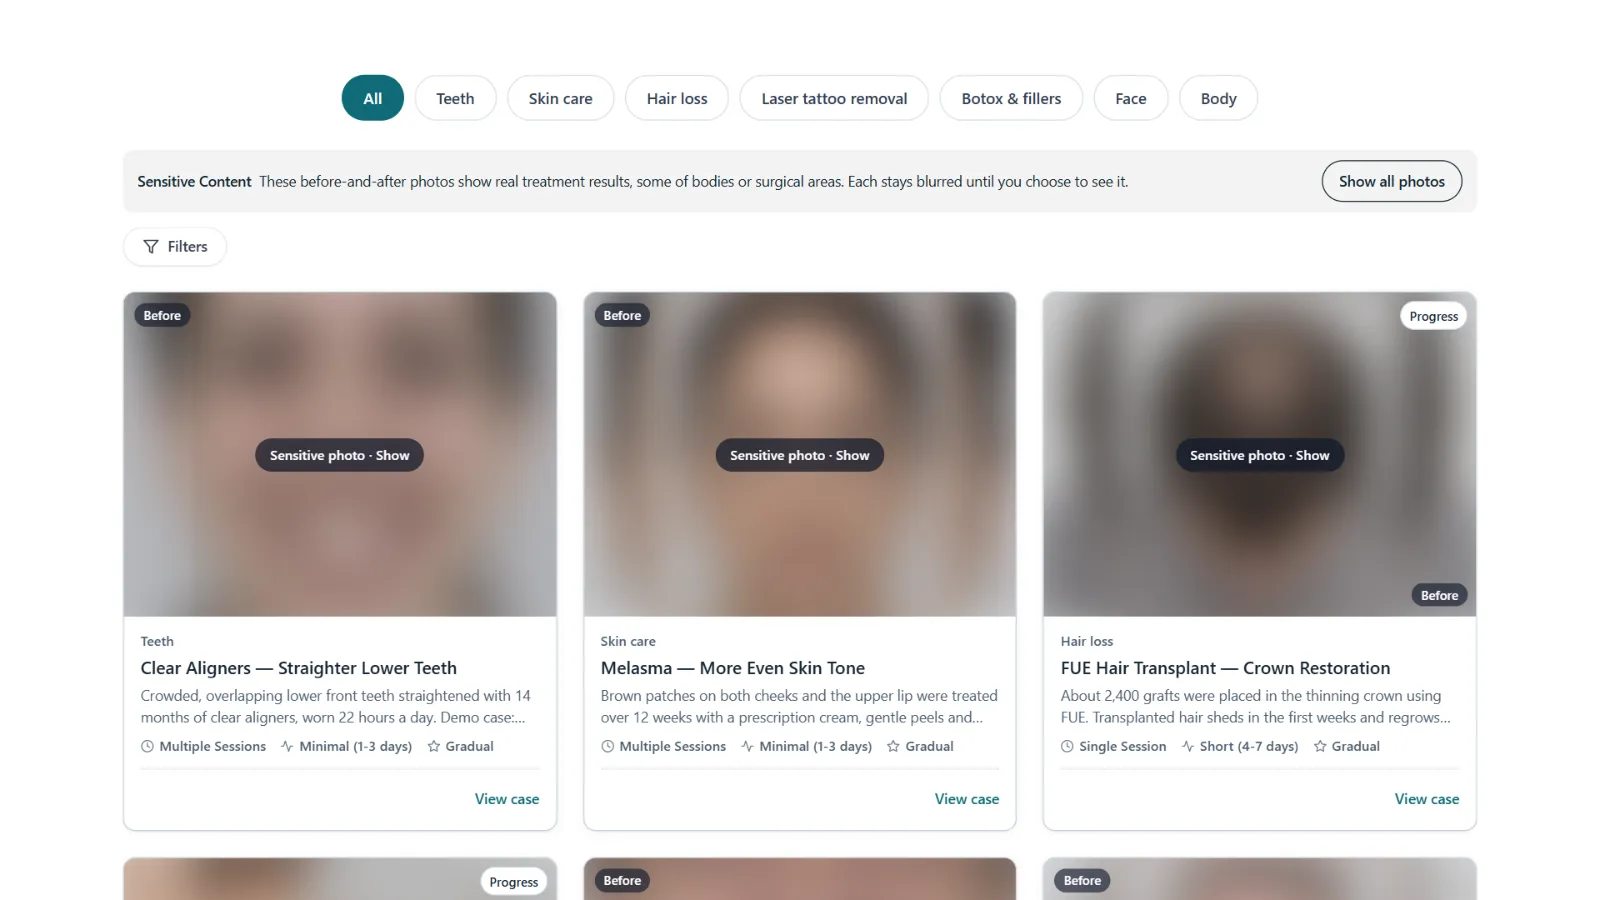 All
Teeth
Skin care
Hair loss
Laser tattoo removal
Botox & fillers
Face
Body
Sensitive Content These before-and-after photos show real treatment results, some of bodies or surgical areas. Each stays blurred until you choose to see it.
Show all photos
Filters
Before
Sensitive photo · Show
Teeth
Clear Aligners — Straighter Lower Teeth
Crowded, overlapping lower front teeth straightened with 14
months of clear aligners, worn 22 hours a day. Demo case:...
Multiple Sessions Minimal (1-3 days) Gradual
View case
Before
Sensitive photo · Show
Skin care
Melasma — More Even Skin Tone
Brown patches on both cheeks and the upper lip were treated
over 12 weeks with a prescription cream, gentle peels and...
Multiple Sessions Minimal (1-3 days) Gradual
View case
Progress
Sensitive photo · Show
Before
Hair loss
FUE Hair Transplant — Crown Restoration
About 2,400 grafts were placed in the thinning crown using
FUE. Transplanted hair sheds in the first weeks and regrows...
Single Session Short (4-7 days) Gradual
View case
Progress
Before
Before